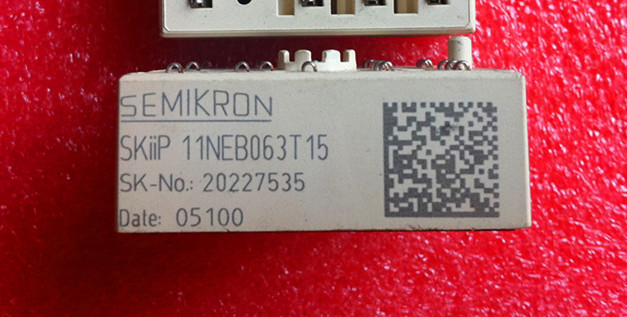 SEMIKRON
SKiiP 11NEB063T15
SK-No.: 20227535
Date: 05100